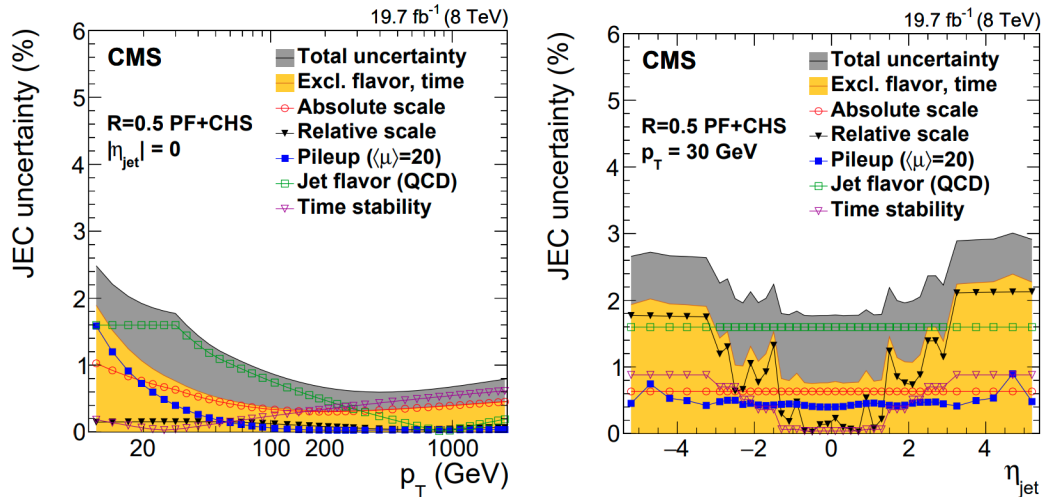 19.7 fb⁻¹ (8 TeV)
JEC uncertainty (%)
6
5
4
3
2
1
0
CMS
R=0.5 PF+CHS
|η_jet| = 0
Total uncertainty
Excl. flavor, time
Absolute scale
Relative scale
Pileup (⟨μ⟩=20)
Jet flavor (QCD)
Time stability
20 100 200 1000
p_T (GeV)
19.7 fb⁻¹ (8 TeV)
JEC uncertainty (%)
6
5
4
3
2
1
0
CMS
R=0.5 PF+CHS
p_T = 30 GeV
Total uncertainty
Excl. flavor, time
Absolute scale
Relative scale
Pileup (⟨μ⟩=20)
Jet flavor (QCD)
Time stability
−4 −2 0 2 4
η_jet